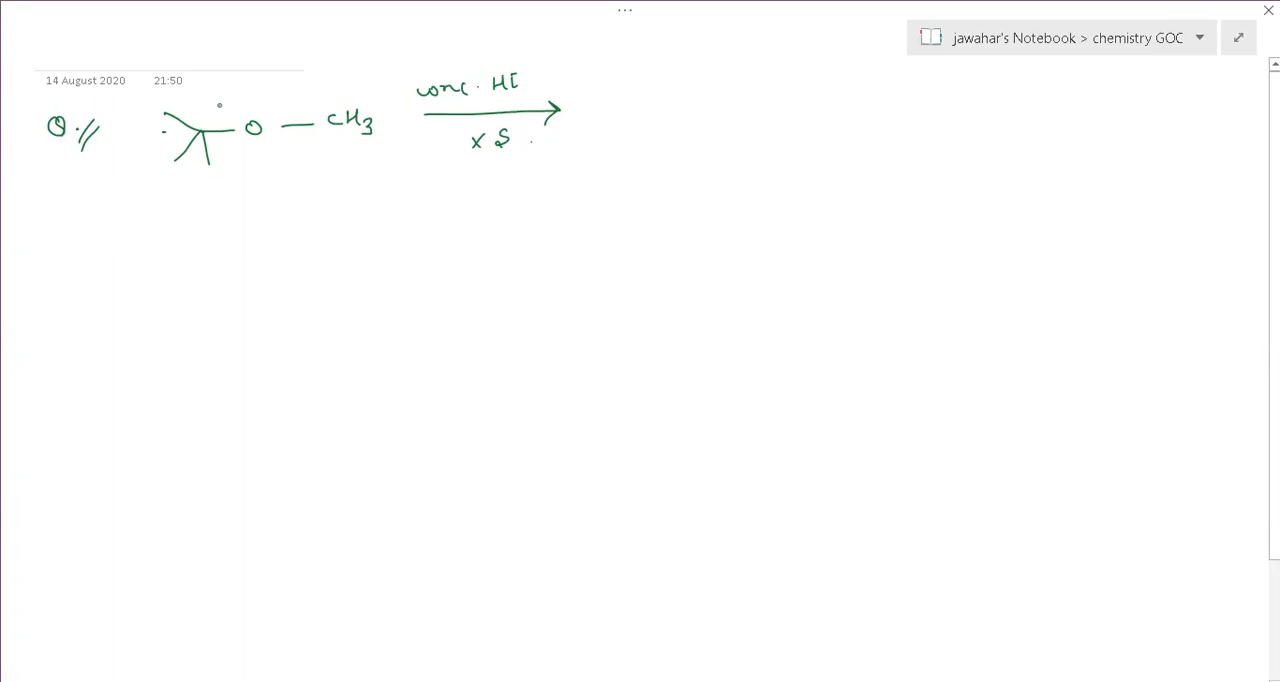 jawahar's Notebook > chemistry GOC
14 August 2020 21:50
Q. O — CH3 conc. HI
xS